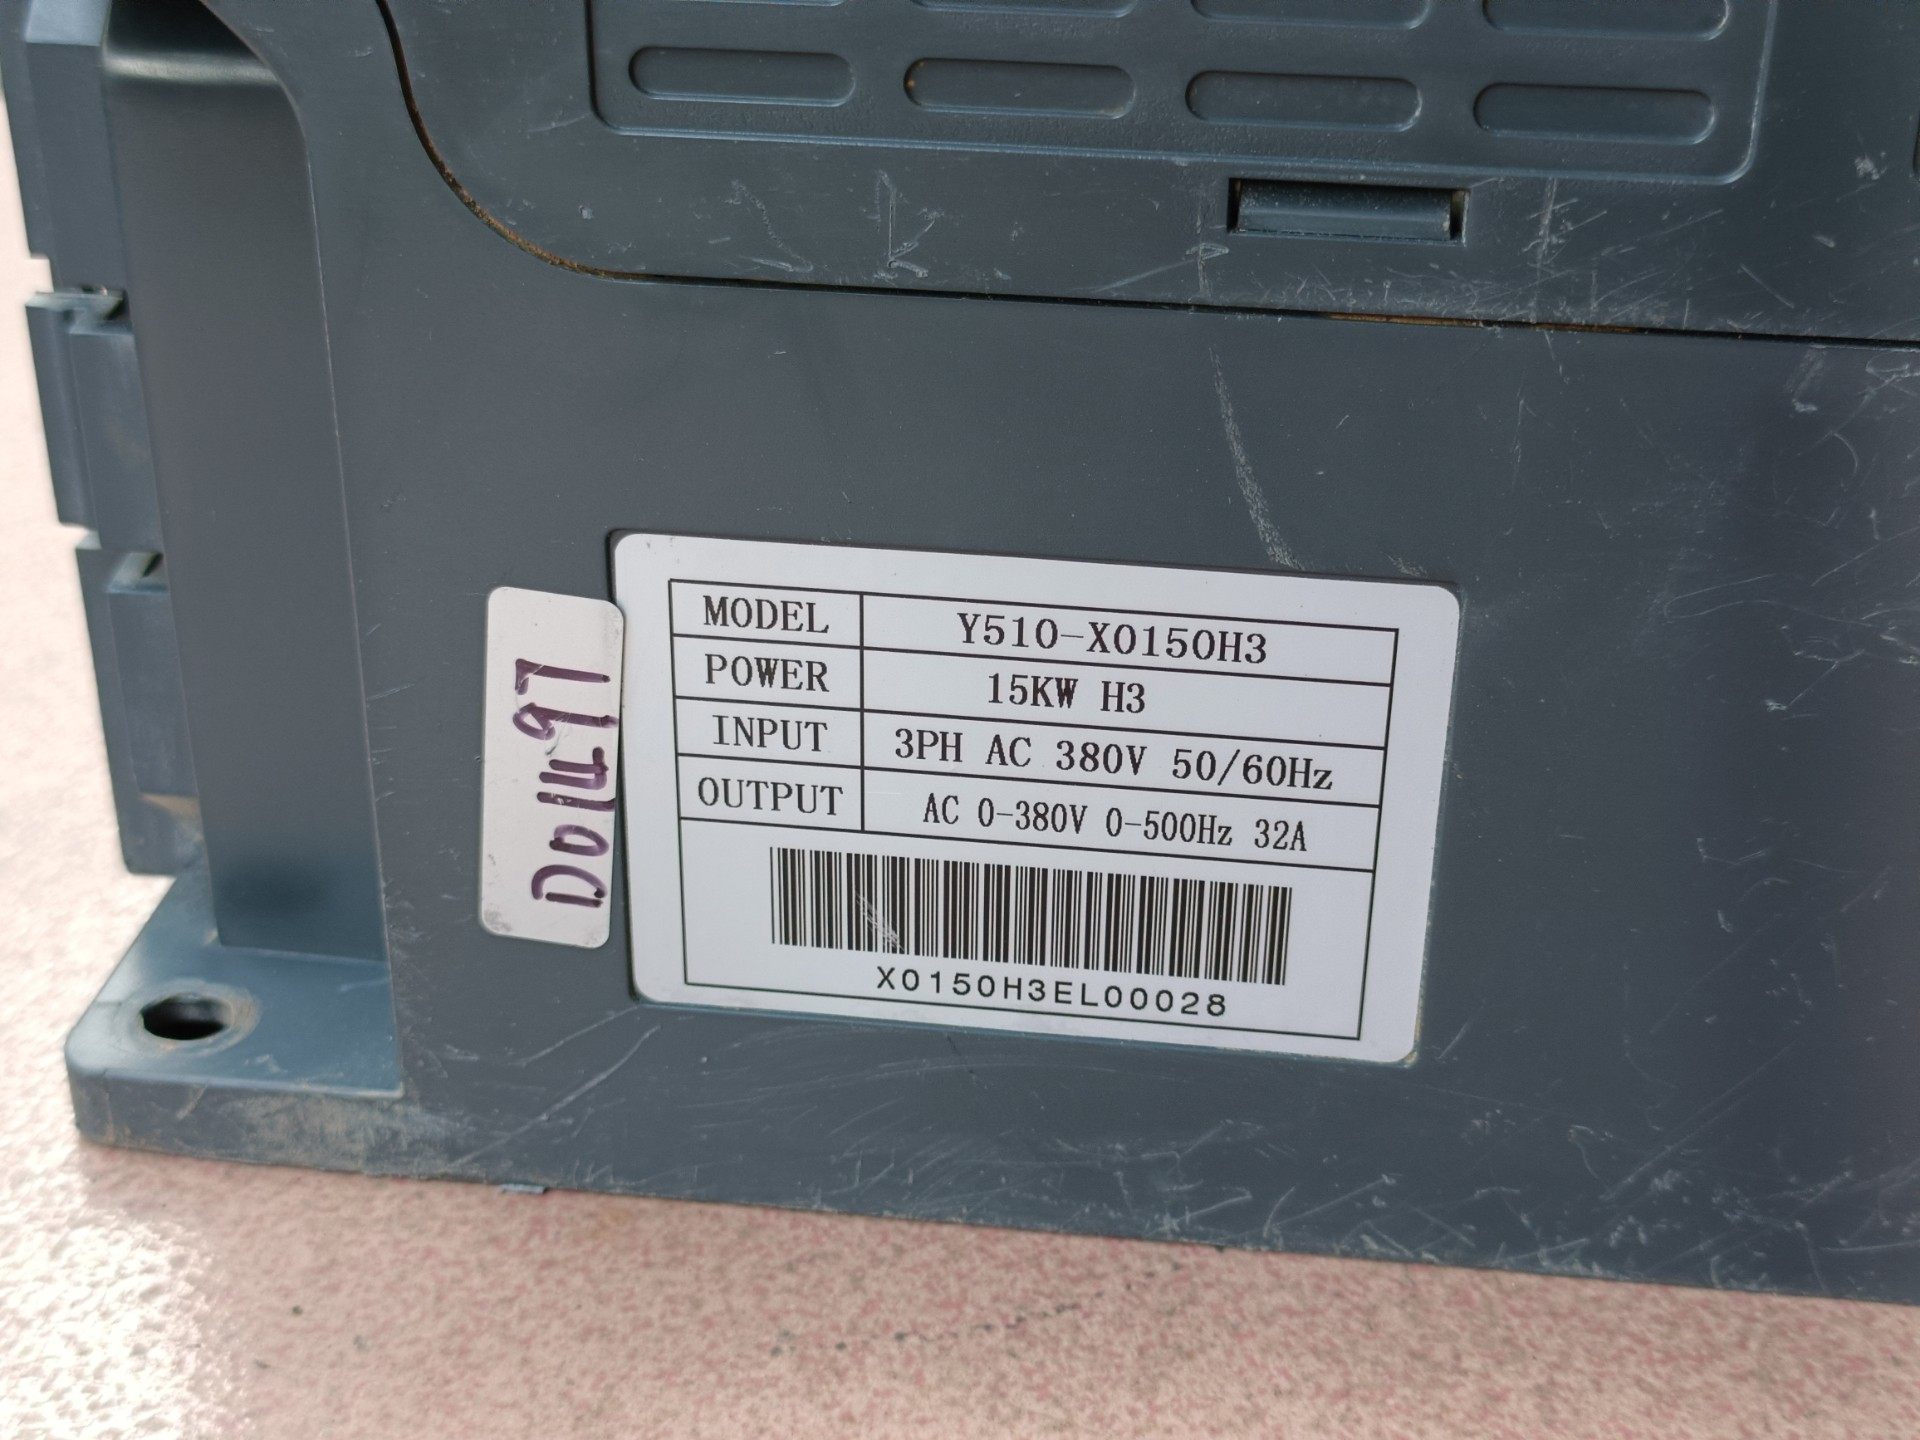 MODEL Y510-X0150H3
POWER 15KW H3
INPUT 3PH AC 380V 50/60Hz
OUTPUT AC 0-380V 0-500Hz 32A
X0150H3EL00028